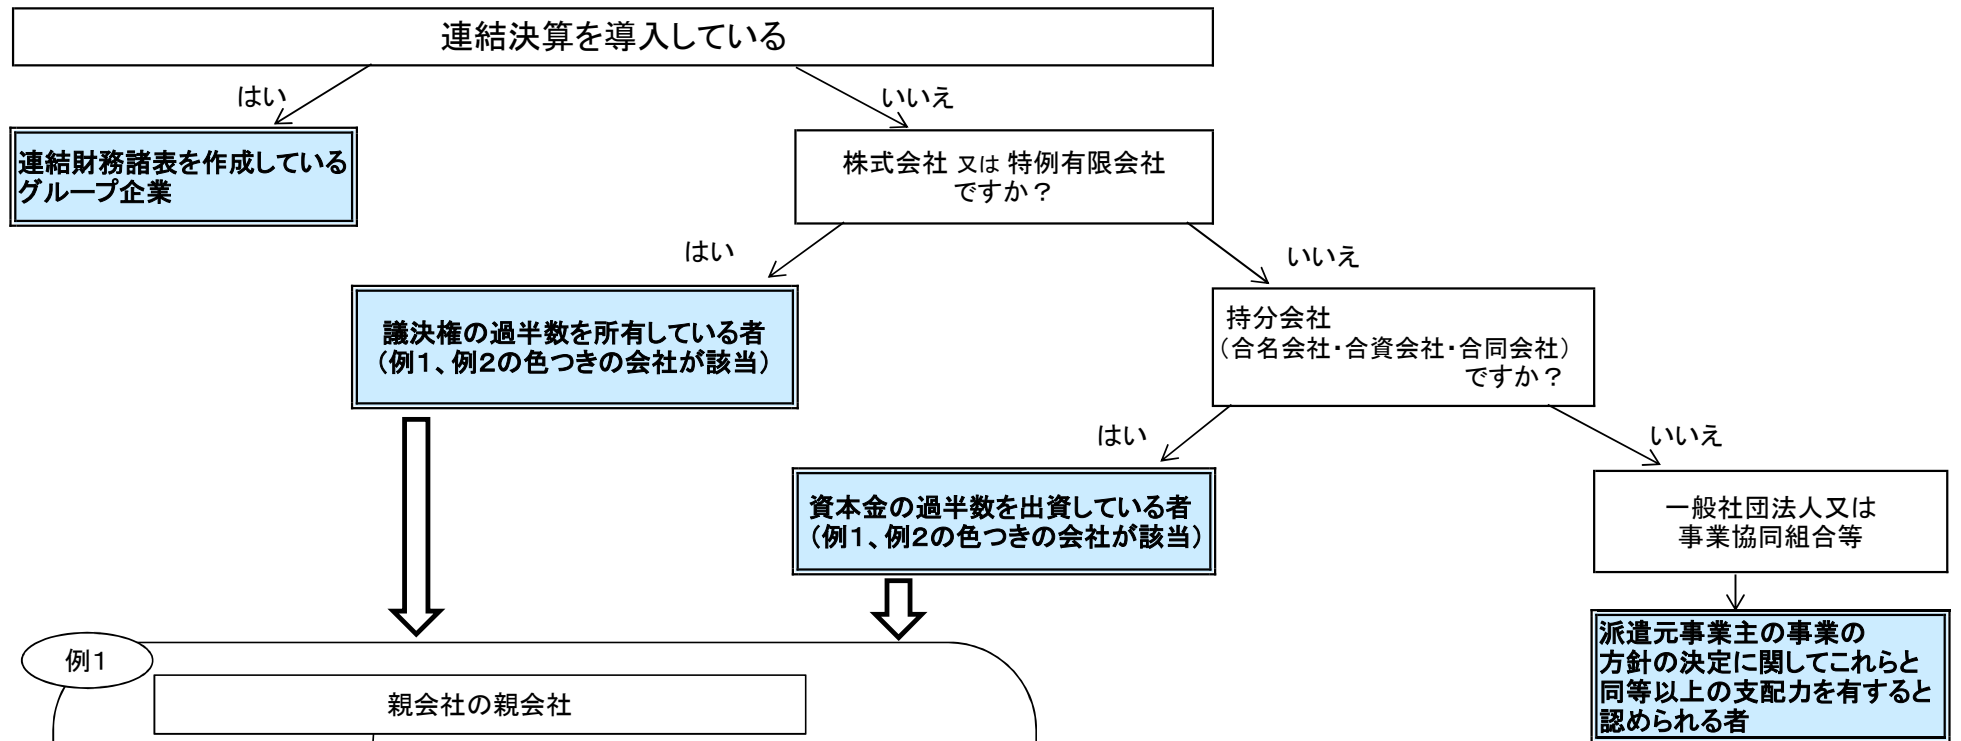 連結決算を導入している
はい
いいえ
連結財務諸表を作成している
グループ企業
株式会社 又は 特例有限会社
ですか？
はい
いいえ
議決権の過半数を所有している者
（例１、例２の色つきの会社が該当）
持分会社
（合名会社・合資会社・合同会社）
ですか？
はい
いいえ
資本金の過半数を出資している者
（例１、例２の色つきの会社が該当）
一般社団法人又は
事業協同組合等
派遣元事業主の事業の
方針の決定に関してこれらと
同等以上の支配力を有すると
認められる者
例１
親会社の親会社